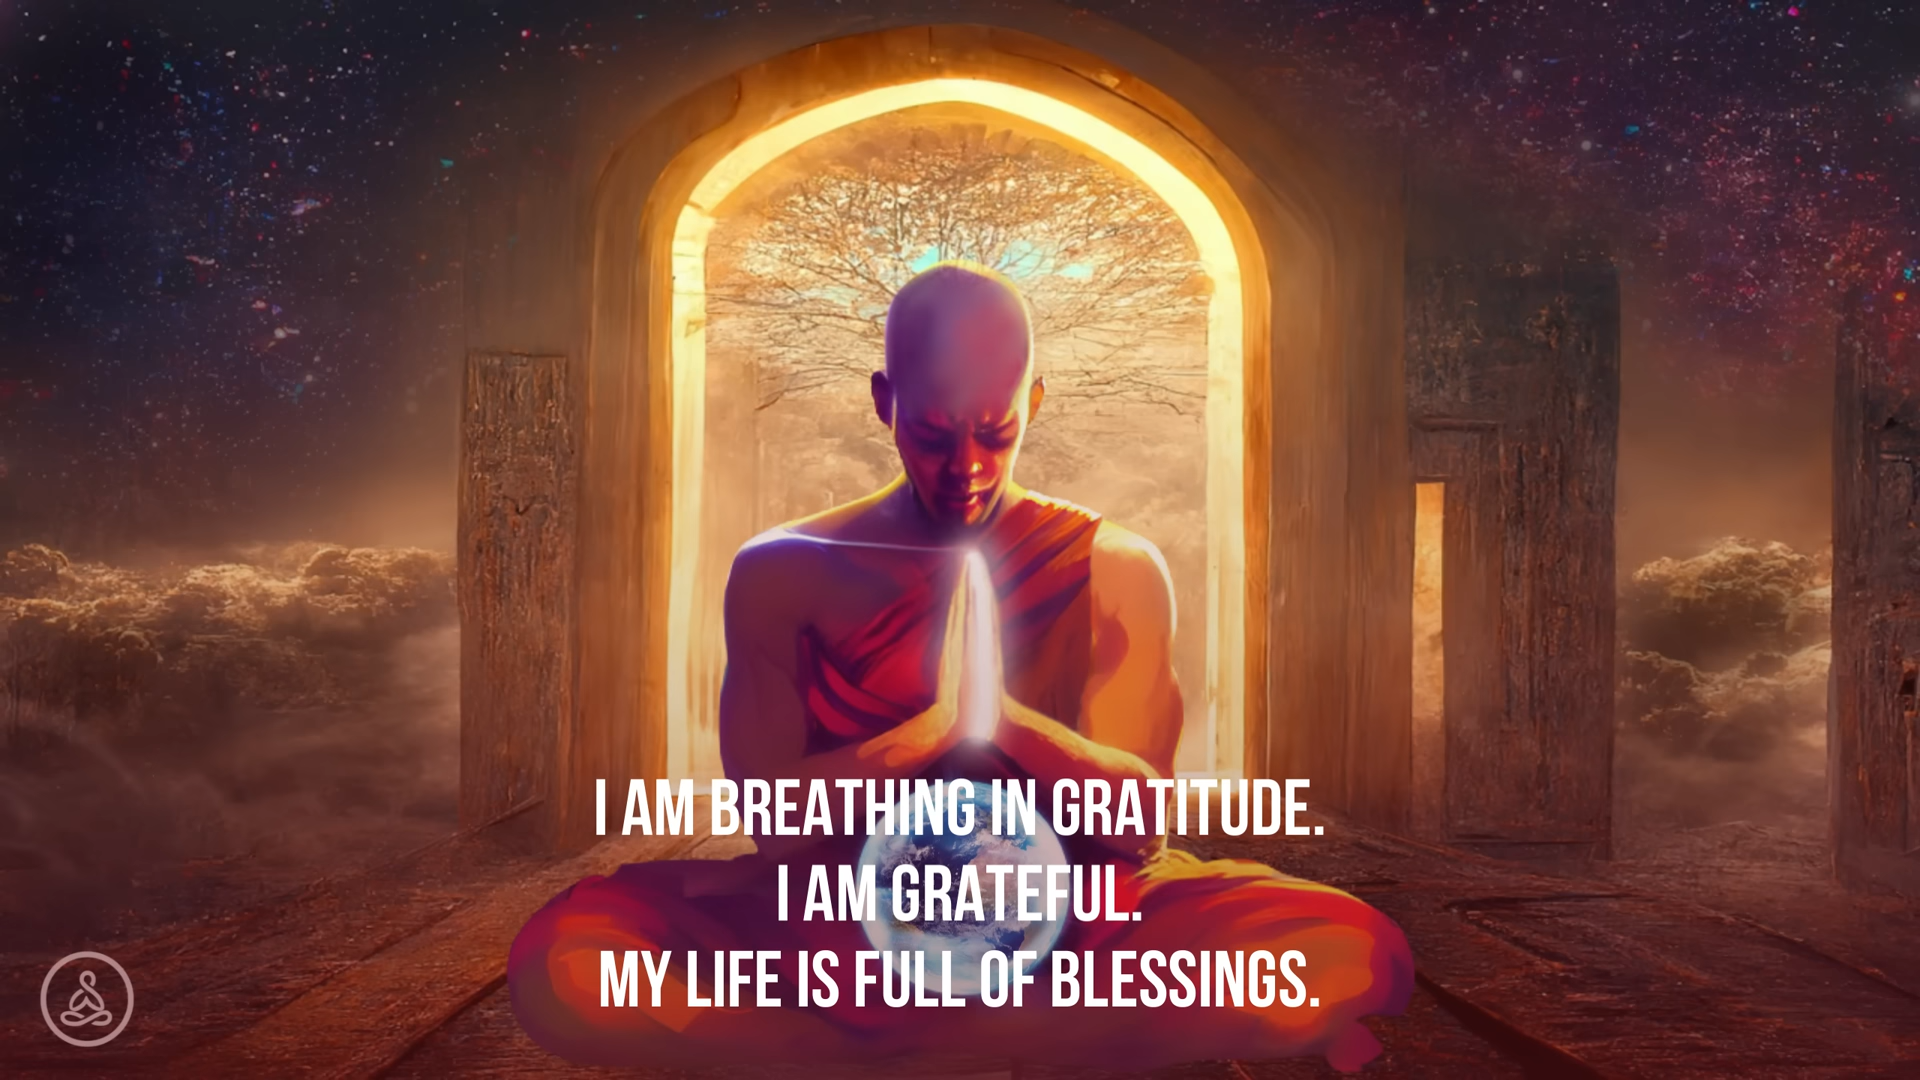 I AM BREATHING IN GRATITUDE.
I AM GRATEFUL.
MY LIFE IS FULL OF BLESSINGS.